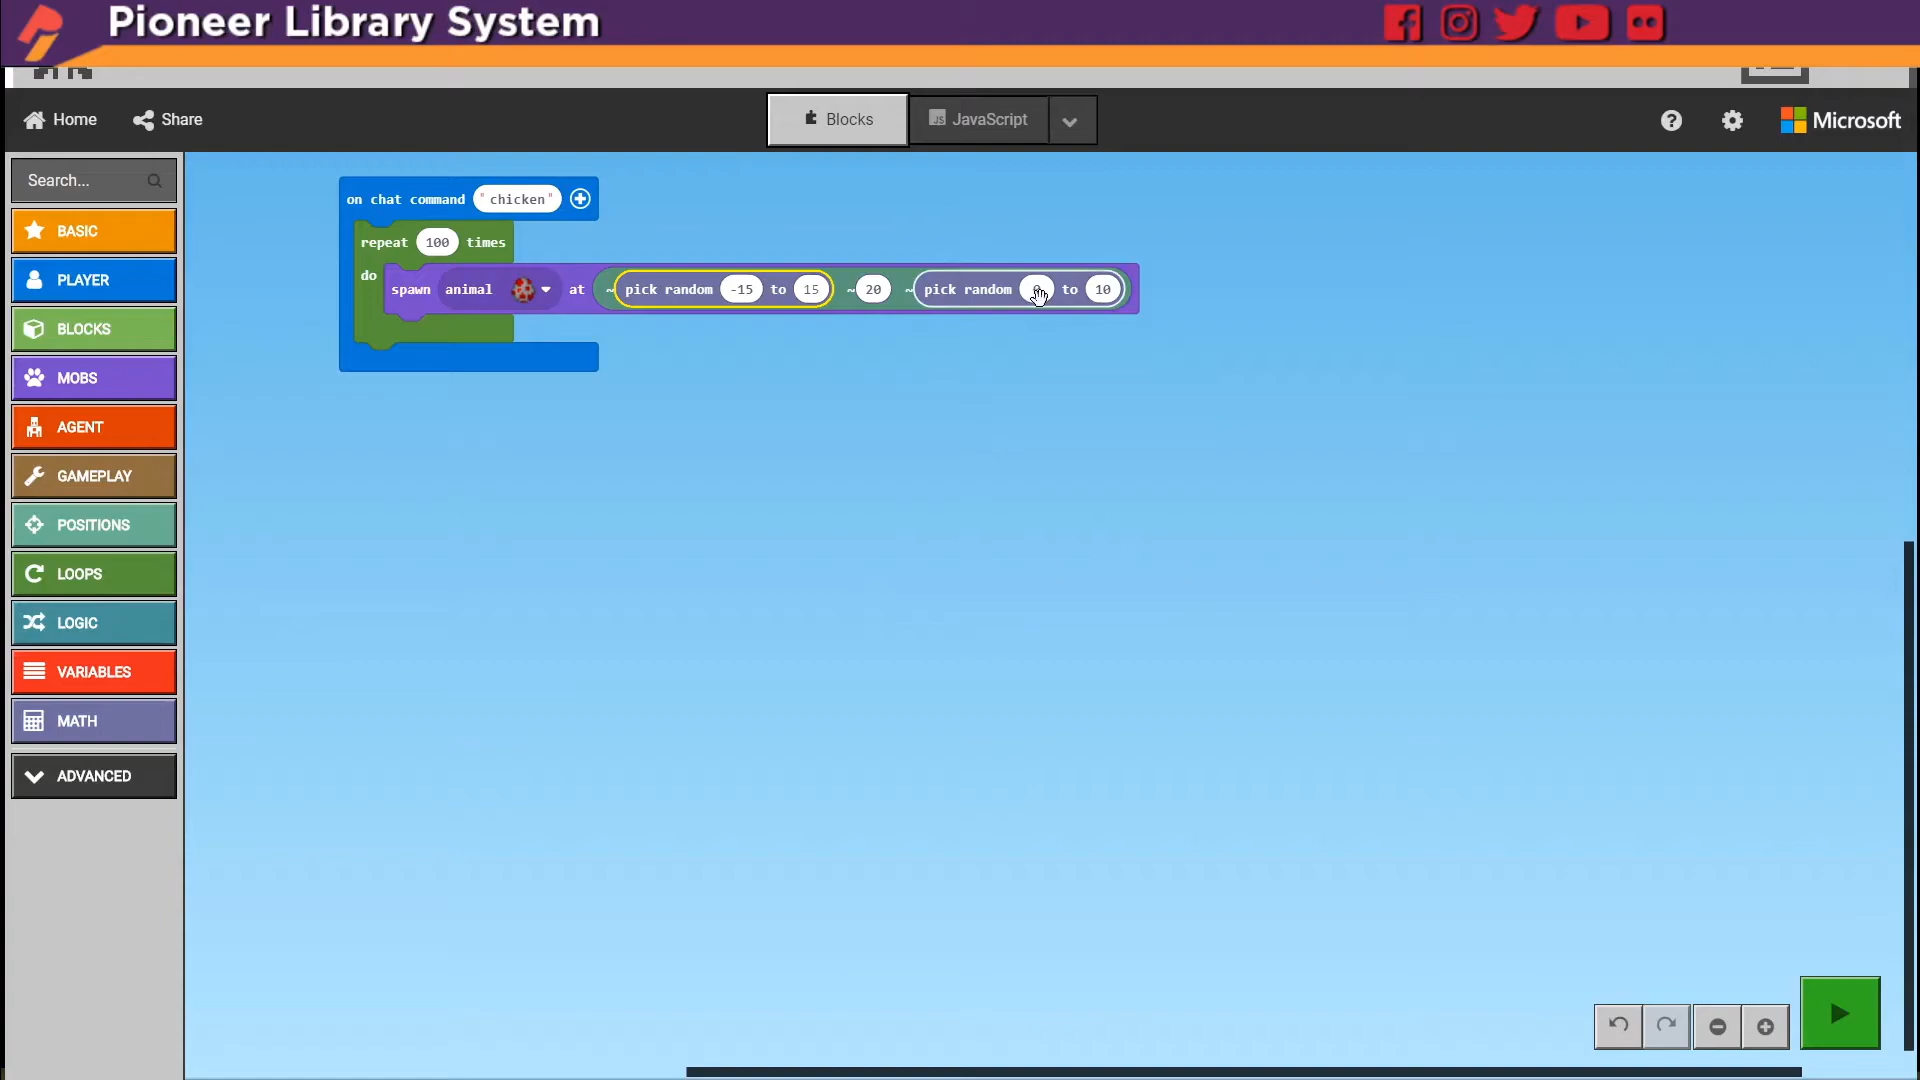 Pioneer Library System
Home
Share
Blocks
JavaScript
Microsoft
Search...
BASIC
PLAYER
BLOCKS
MOBS
AGENT
GAMEPLAY
POSITIONS
LOOPS
LOGIC
VARIABLES
MATH
ADVANCED
on chat command "chicken"
repeat 100 times
do
spawn animal at ~ pick random -15 to 15 ~ 20 ~ pick random to 10